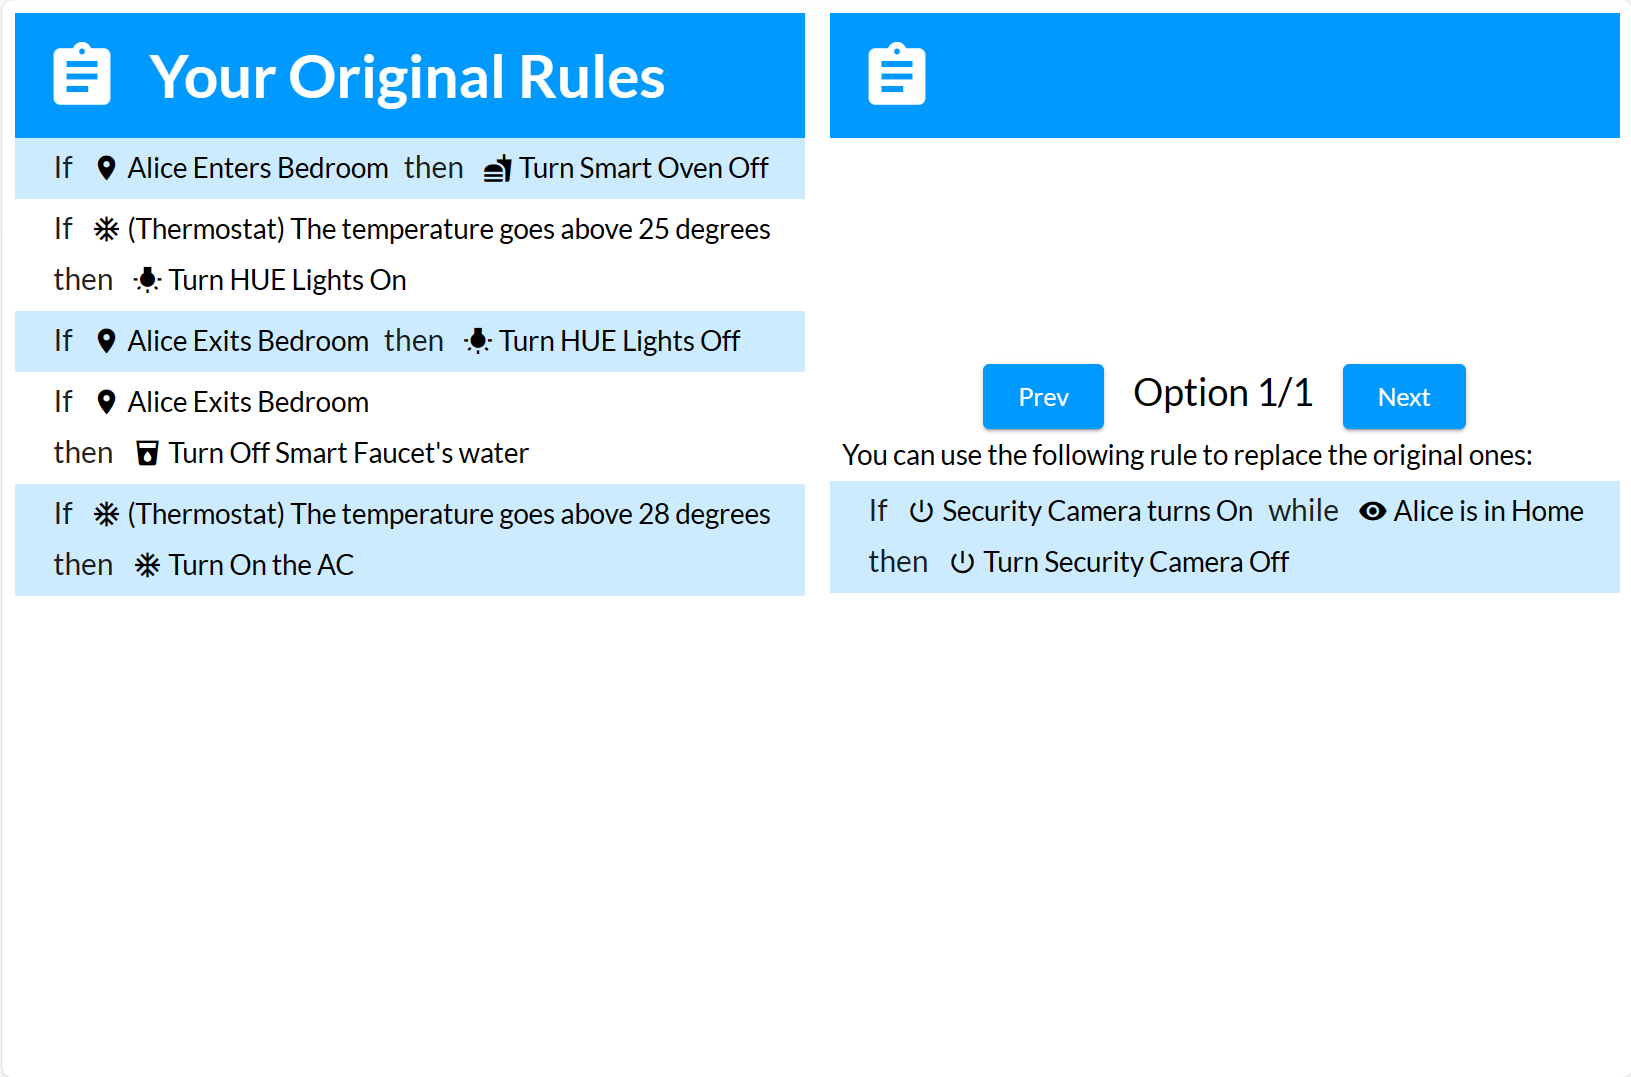 Your Original Rules
If Alice Enters Bedroom then Turn Smart Oven Off
If (Thermostat) The temperature goes above 25 degrees
then Turn HUE Lights On
If Alice Exits Bedroom then Turn HUE Lights Off
If Alice Exits Bedroom
then Turn Off Smart Faucet's water
If (Thermostat) The temperature goes above 28 degrees
then Turn On the AC
Prev Option 1/1 Next
You can use the following rule to replace the original ones:
If Security Camera turns On while Alice is in Home
then Turn Security Camera Off